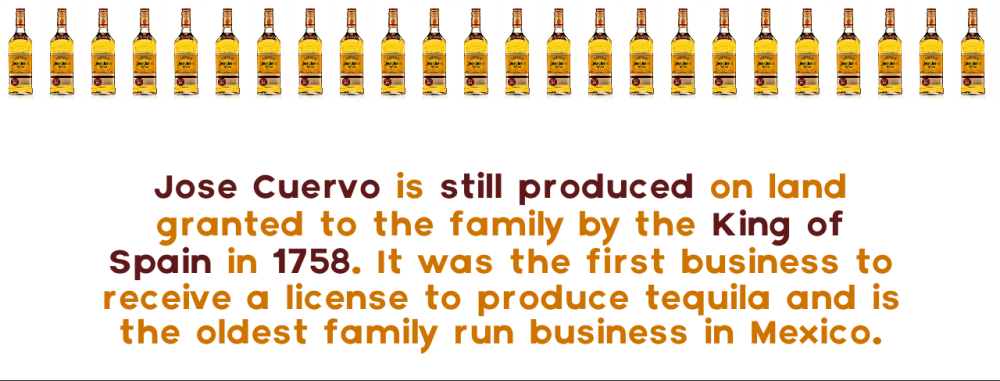 Jose Cuervo is still produced on land
granted to the family by the King of
Spain in 1758. It was the first business to
receive a license to produce tequila and is
the oldest family run business in Mexico.